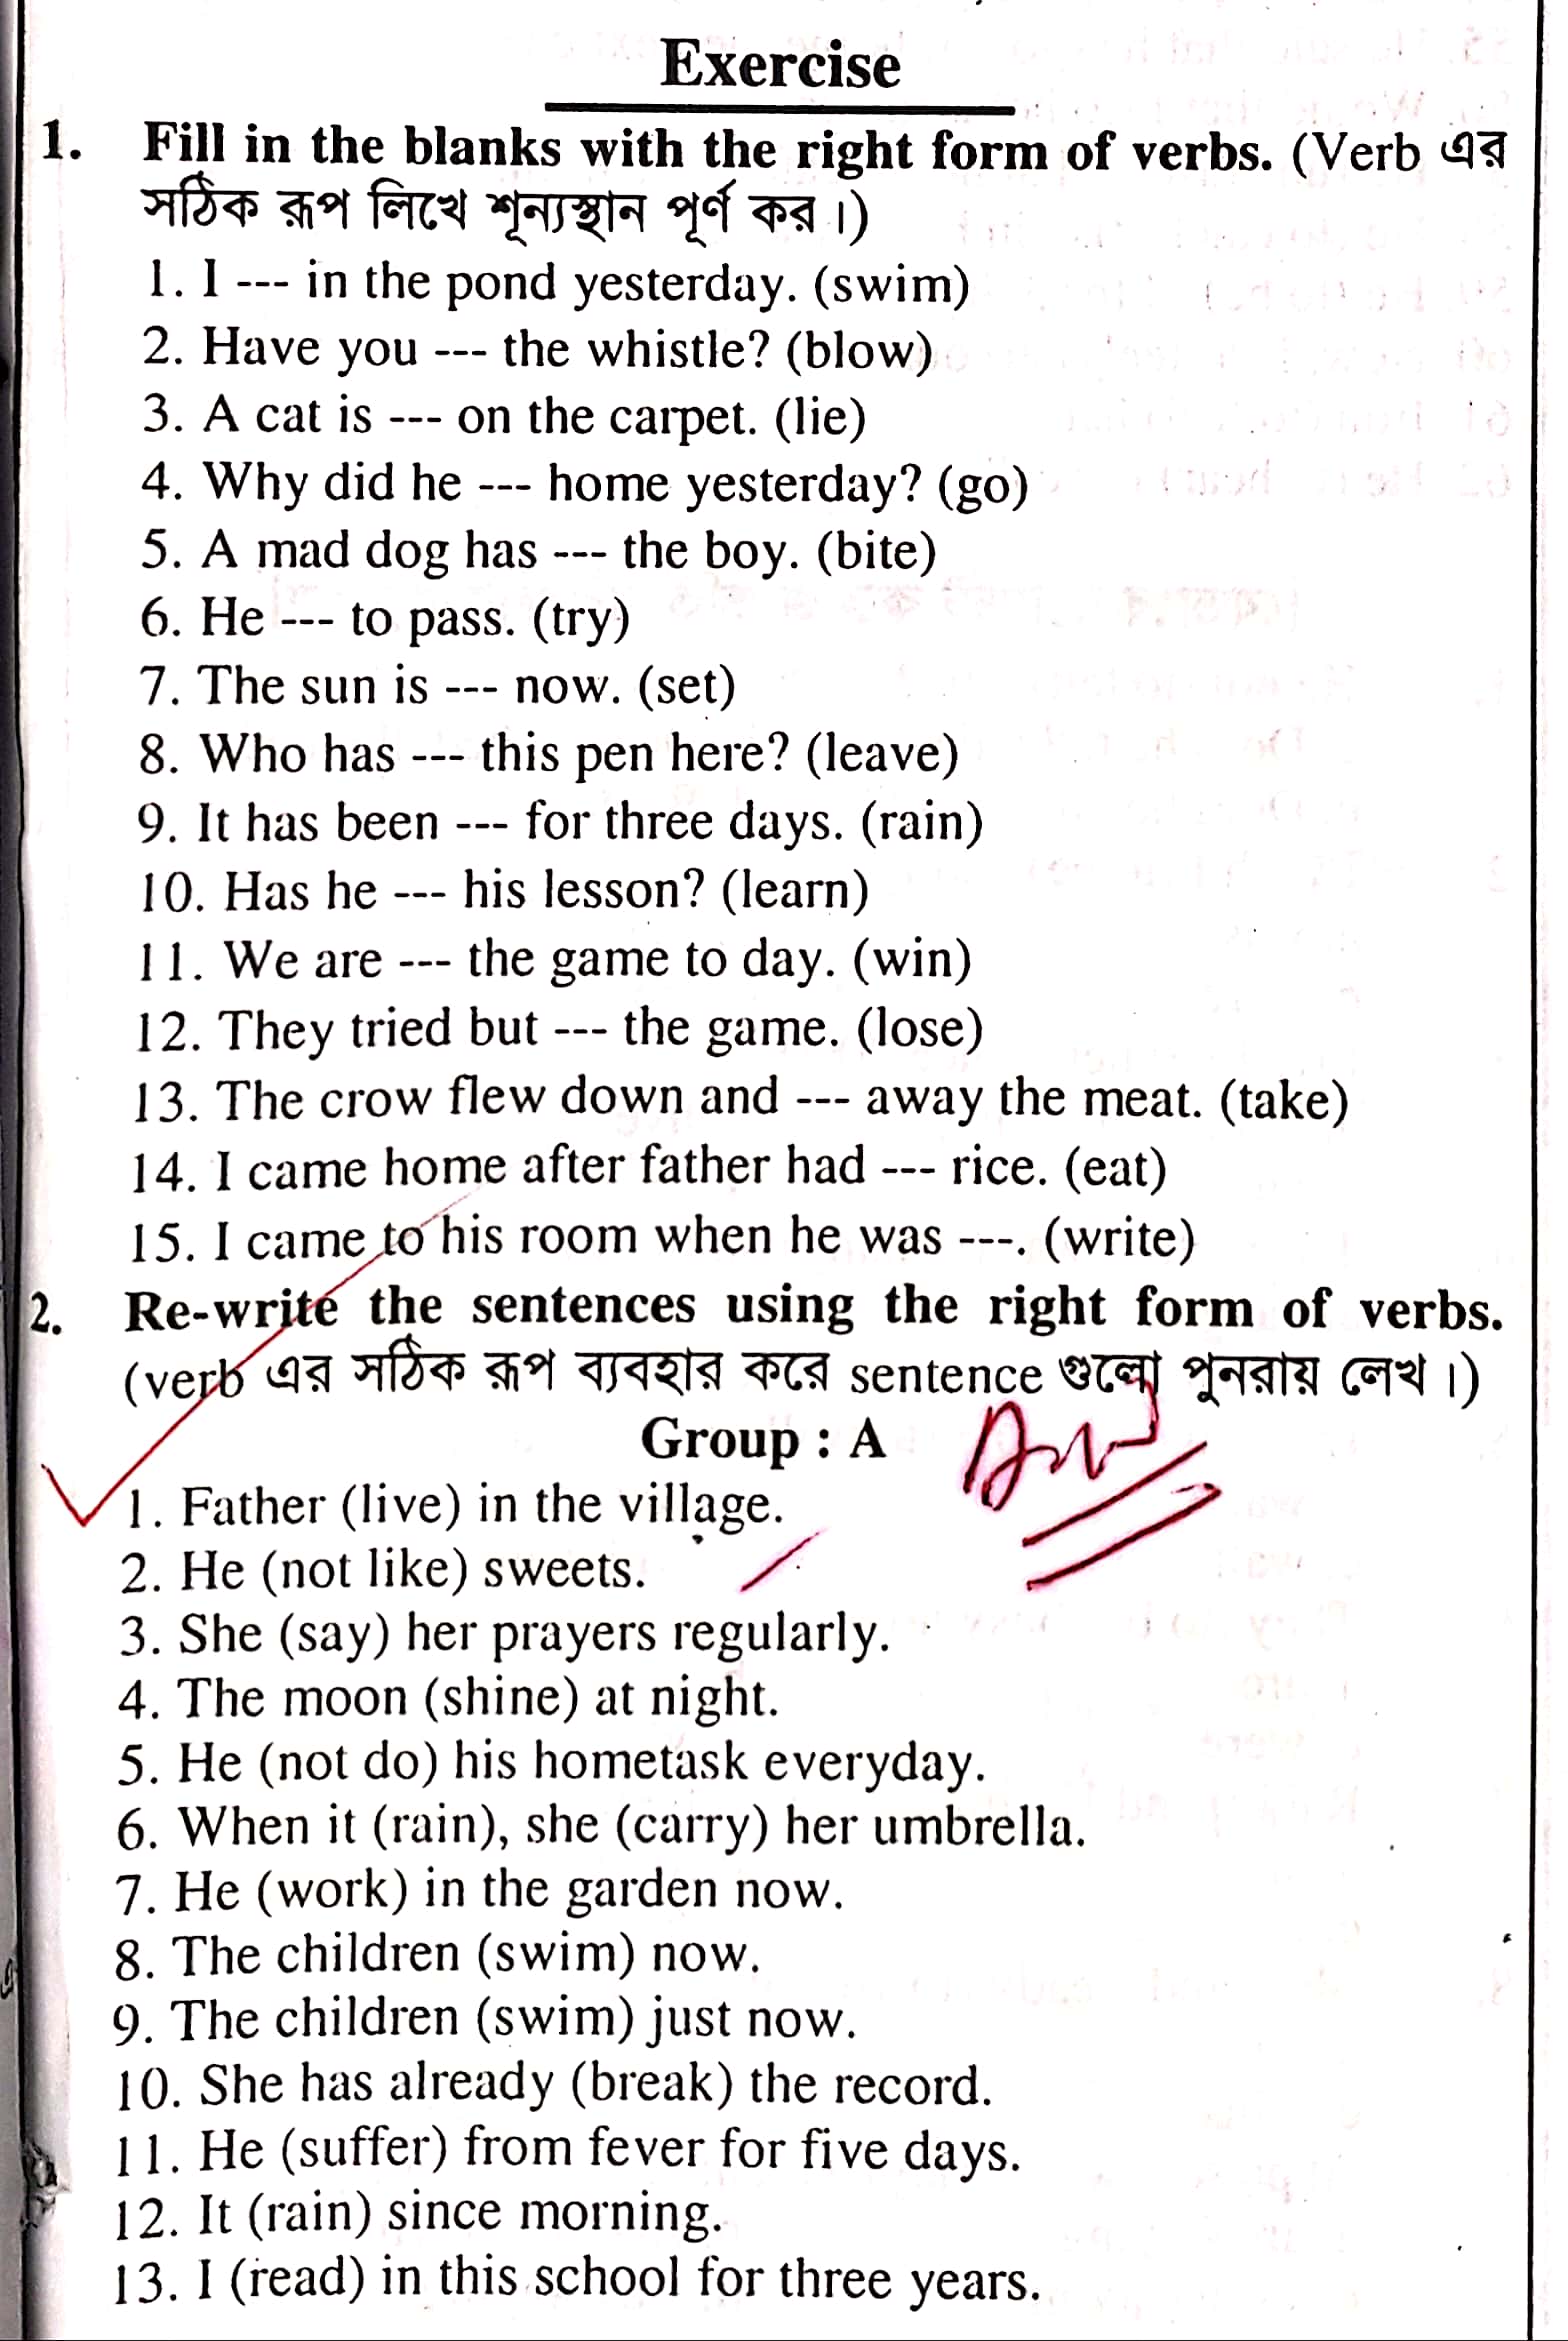 Exercise
1. Fill in the blanks with the right form of verbs. (Verb এর
সঠিক রূপ লিখে শূন্যস্থান পূর্ণ কর।)
1. I --- in the pond yesterday. (swim)
2. Have you --- the whistle? (blow)
3. A cat is --- on the carpet. (lie)
4. Why did he --- home yesterday? (go)
5. A mad dog has --- the boy. (bite)
6. He --- to pass. (try)
7. The sun is --- now. (set)
8. Who has --- this pen here? (leave)
9. It has been --- for three days. (rain)
10. Has he --- his lesson? (learn)
11. We are --- the game to day. (win)
12. They tried but --- the game. (lose)
13. The crow flew down and --- away the meat. (take)
14. I came home after father had --- rice. (eat)
15. I came to his room when he was ---. (write)
2. Re-write the sentences using the right form of verbs.
(verb এর সঠিক রূপ ব্যবহার করে sentence গুলো পুনরায় লেখ।)
Group : A
1. Father (live) in the village.
2. He (not like) sweets.
3. She (say) her prayers regularly.
4. The moon (shine) at night.
5. He (not do) his hometask everyday.
6. When it (rain), she (carry) her umbrella.
7. He (work) in the garden now.
8. The children (swim) now.
9. The children (swim) just now.
10. She has already (break) the record.
11. He (suffer) from fever for five days.
12. It (rain) since morning.
13. I (read) in this school for three years.